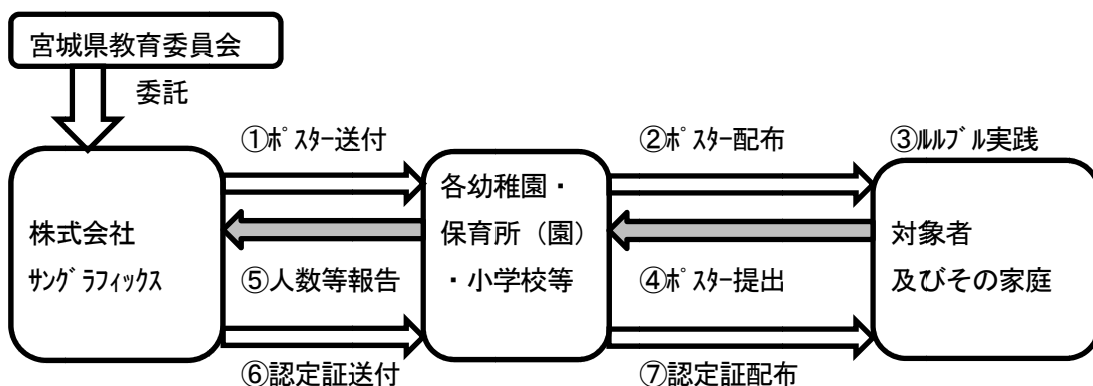 宮城県教育委員会
委託
①ﾎﾟｽﾀｰ送付
②ﾎﾟｽﾀｰ配布
③ﾙﾙﾌﾞﾙ実践
株式会社
ｻﾝｸﾞﾗﾌｨｯｸｽ
各幼稚園・
保育所（園）
・小学校等
対象者
及びその家庭
⑤人数等報告
④ﾎﾟｽﾀｰ提出
⑥認定証送付
⑦認定証配布